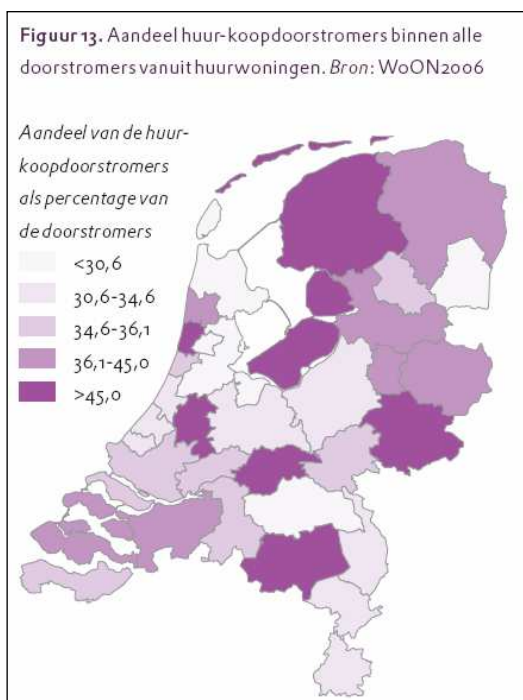 Figuur 13. Aandeel huur-koopdoorstromers binnen alle
doorstromers vanuit huurwoningen. Bron: WoON2006
Aandeel van de huur-
koopdoorstromers
als percentage van
de doorstromers
<30,6
30,6-34,6
34,6-36,1
36,1-45,0
>45,0